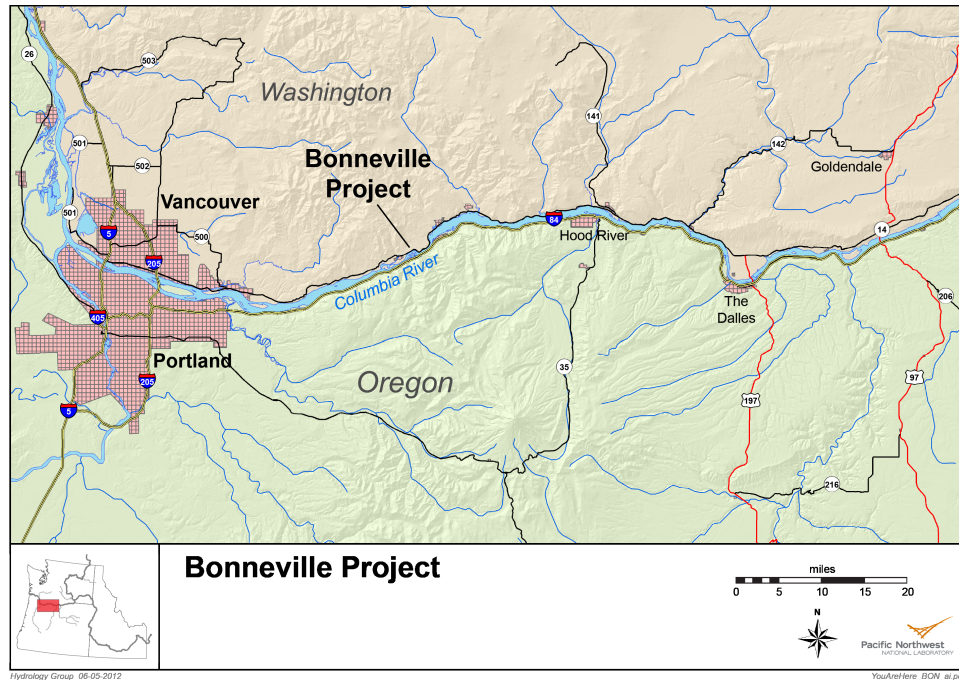 26
503
Washington
141
501
142
Bonneville
Project
Goldendale
502
Vancouver
501
5
500
84
Hood River
14
205
Columbia River
The
Dalles
206
405
Portland
35
Oregon
205
97
5
197
216
Bonneville Project
miles
0 5 10 15 20
N
Pacific Northwest
NATIONAL LABORATORY
Hydrology Group 06-05-2012